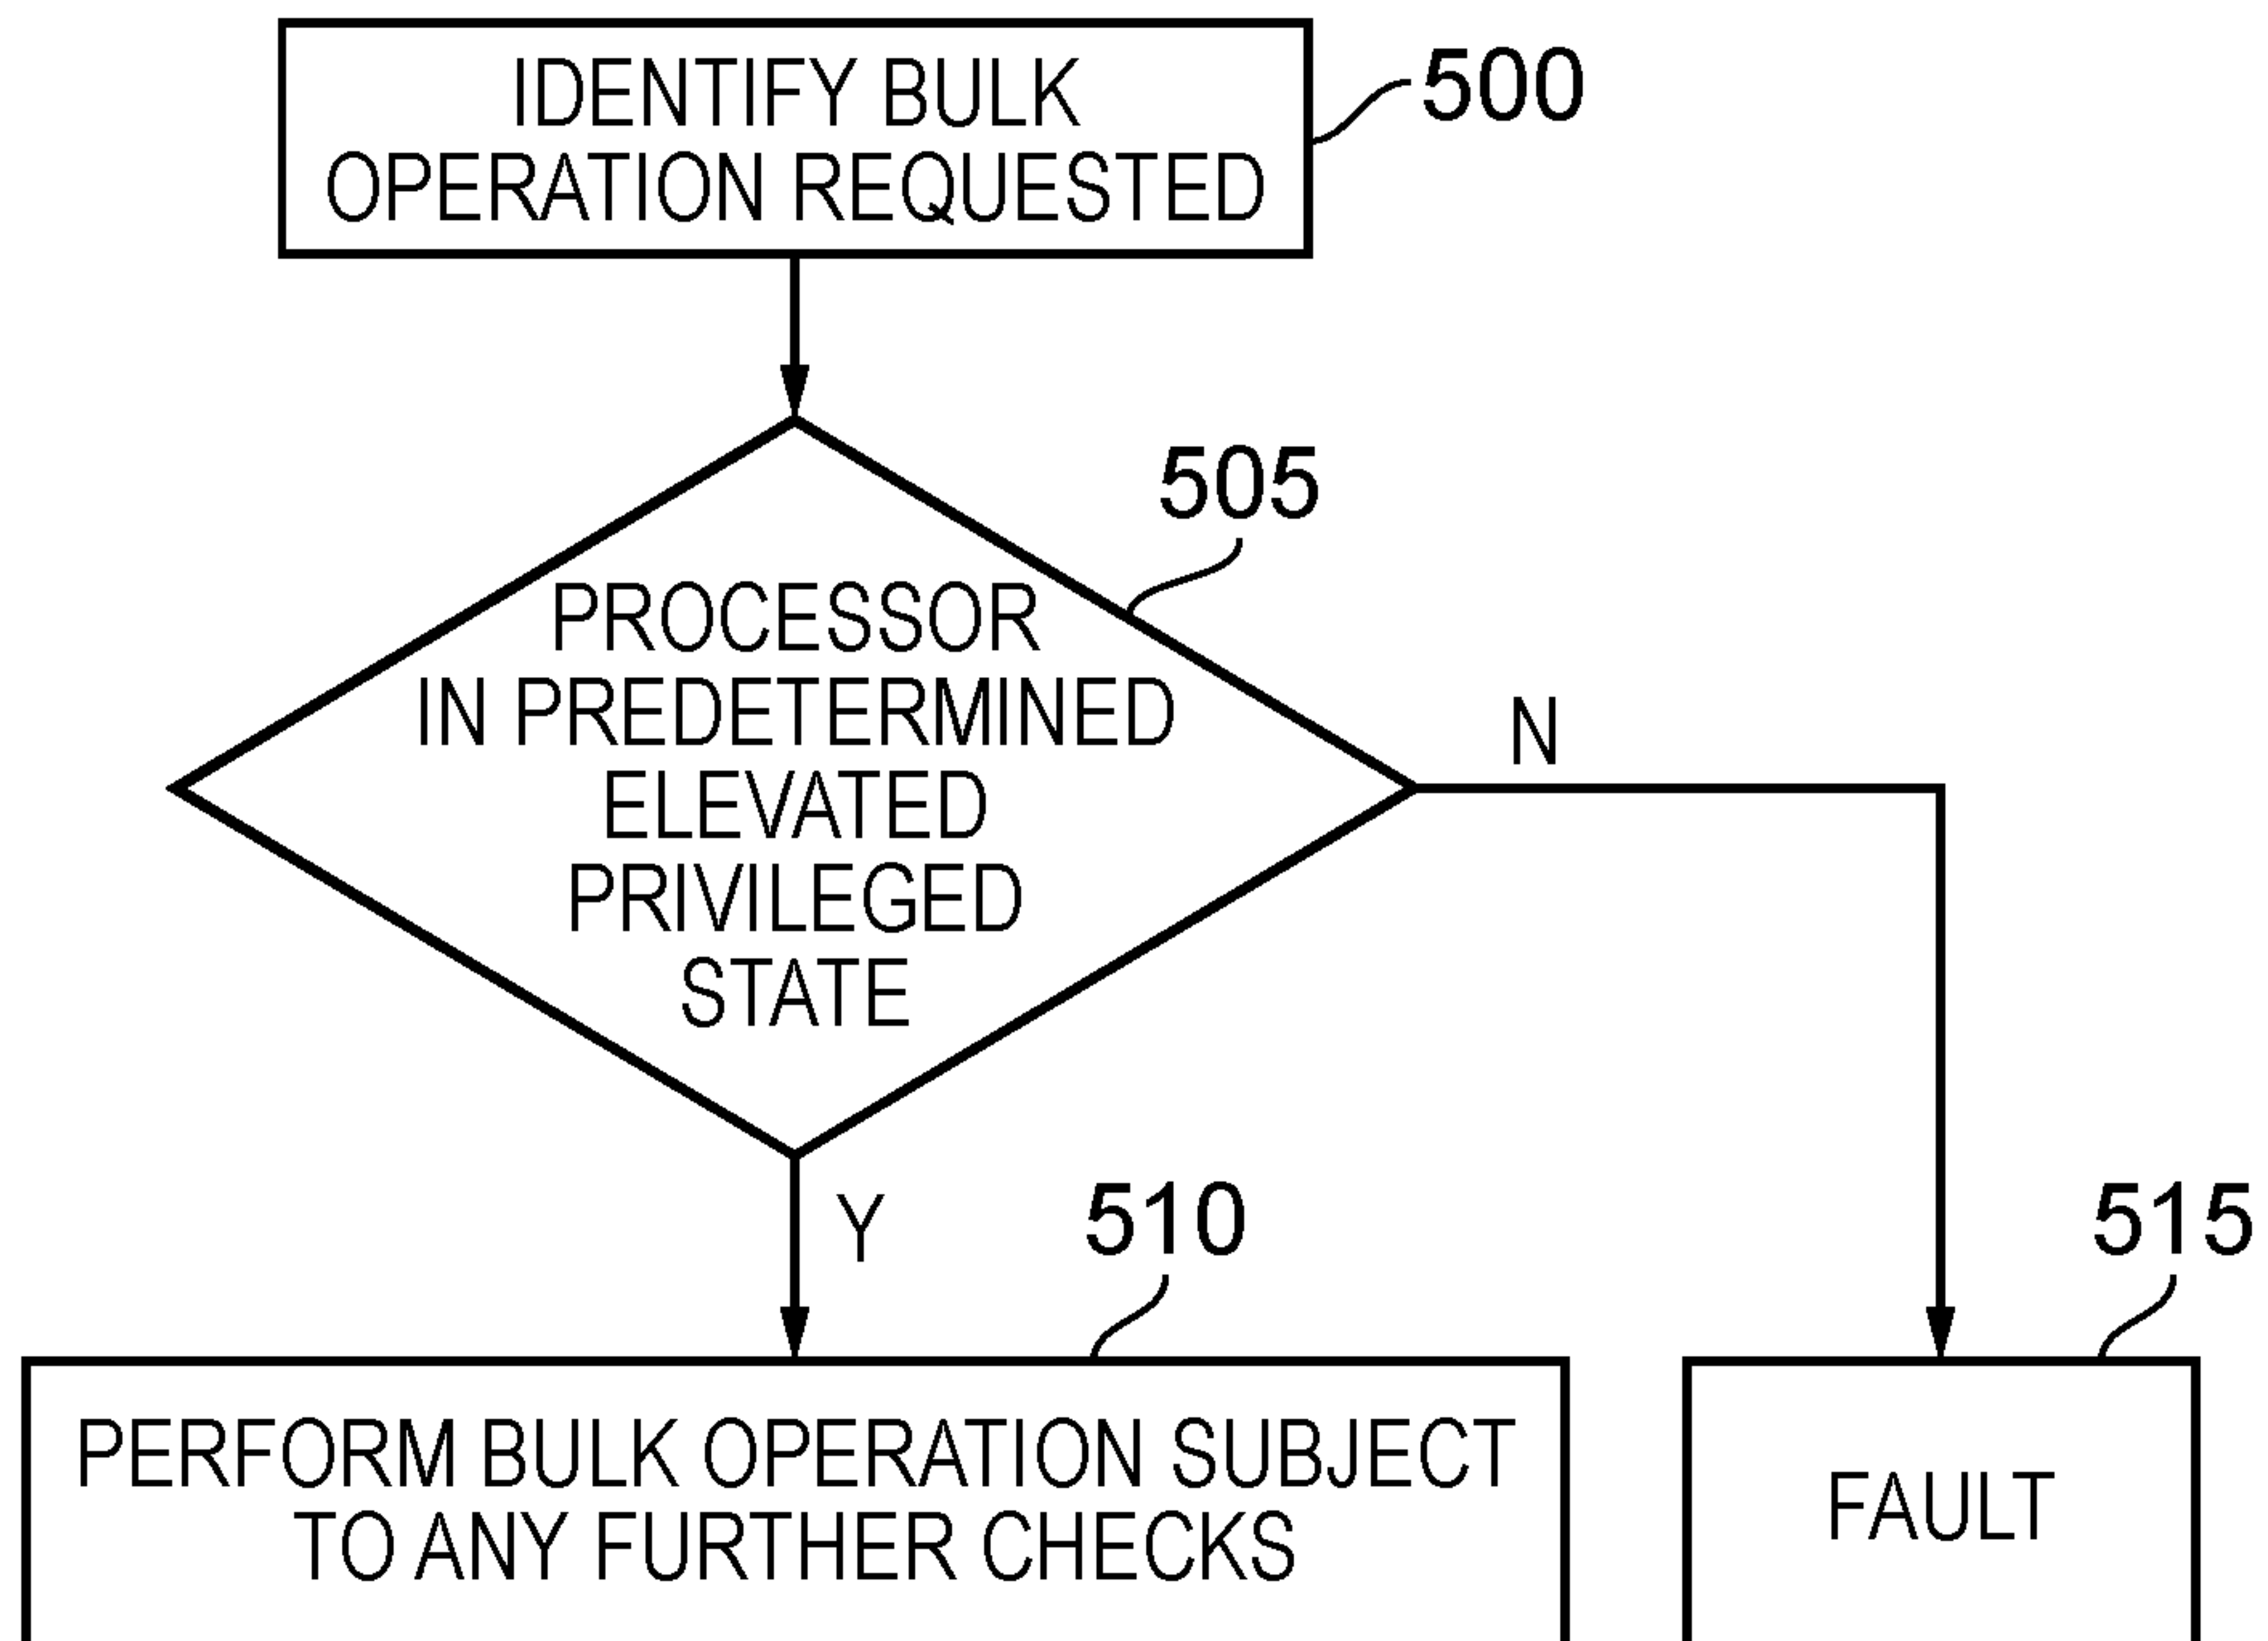 IDENTIFY BULK
OPERATION REQUESTED
500
505
PROCESSOR
IN PREDETERMINED
ELEVATED
PRIVILEGED
STATE
N
Y
510
515
PERFORM BULK OPERATION SUBJECT
TO ANY FURTHER CHECKS
FAULT